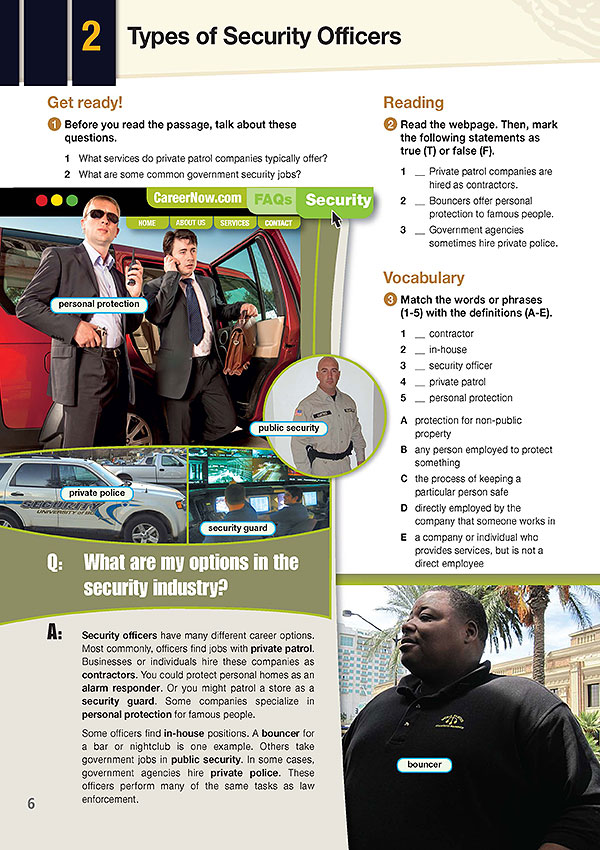 2
Types of Security Officers
Get ready!
1 Before you read the passage, talk about these
questions.
1 What services do private patrol companies typically offer?
2 What are some common government security jobs?
CareerNow.com FAQs Security
HOME ABOUT US SERVICES CONTACT
personal protection
public security
private police
SECURITY
security guard
Q: What are my options in the
security industry?
A: Security officers have many different career options.
Most commonly, officers find jobs with private patrol.
Businesses or individuals hire these companies as
contractors. You could protect personal homes as an
alarm responder. Or you might patrol a store as a
security guard. Some companies specialize in
personal protection for famous people.
Some officers find in-house positions. A bouncer for
a bar or nightclub is one example. Others take
government jobs in public security. In some cases,
government agencies hire private police. These
officers perform many of the same tasks as law
enforcement.
6
Reading
2 Read the webpage. Then, mark
the following statements as
true (T) or false (F).
1 __ Private patrol companies are
hired as contractors.
2 __ Bouncers offer personal
protection to famous people.
3 __ Government agencies
sometimes hire private police.
Vocabulary
3 Match the words or phrases
(1-5) with the definitions (A-E).
1 __ contractor
2 __ in-house
3 __ security officer
4 __ private patrol
5 __ personal protection
A protection for non-public
property
B any person employed to protect
something
C the process of keeping a
particular person safe
D directly employed by the
company that someone works in
E a company or individual who
provides services, but is not a
direct employee
bouncer